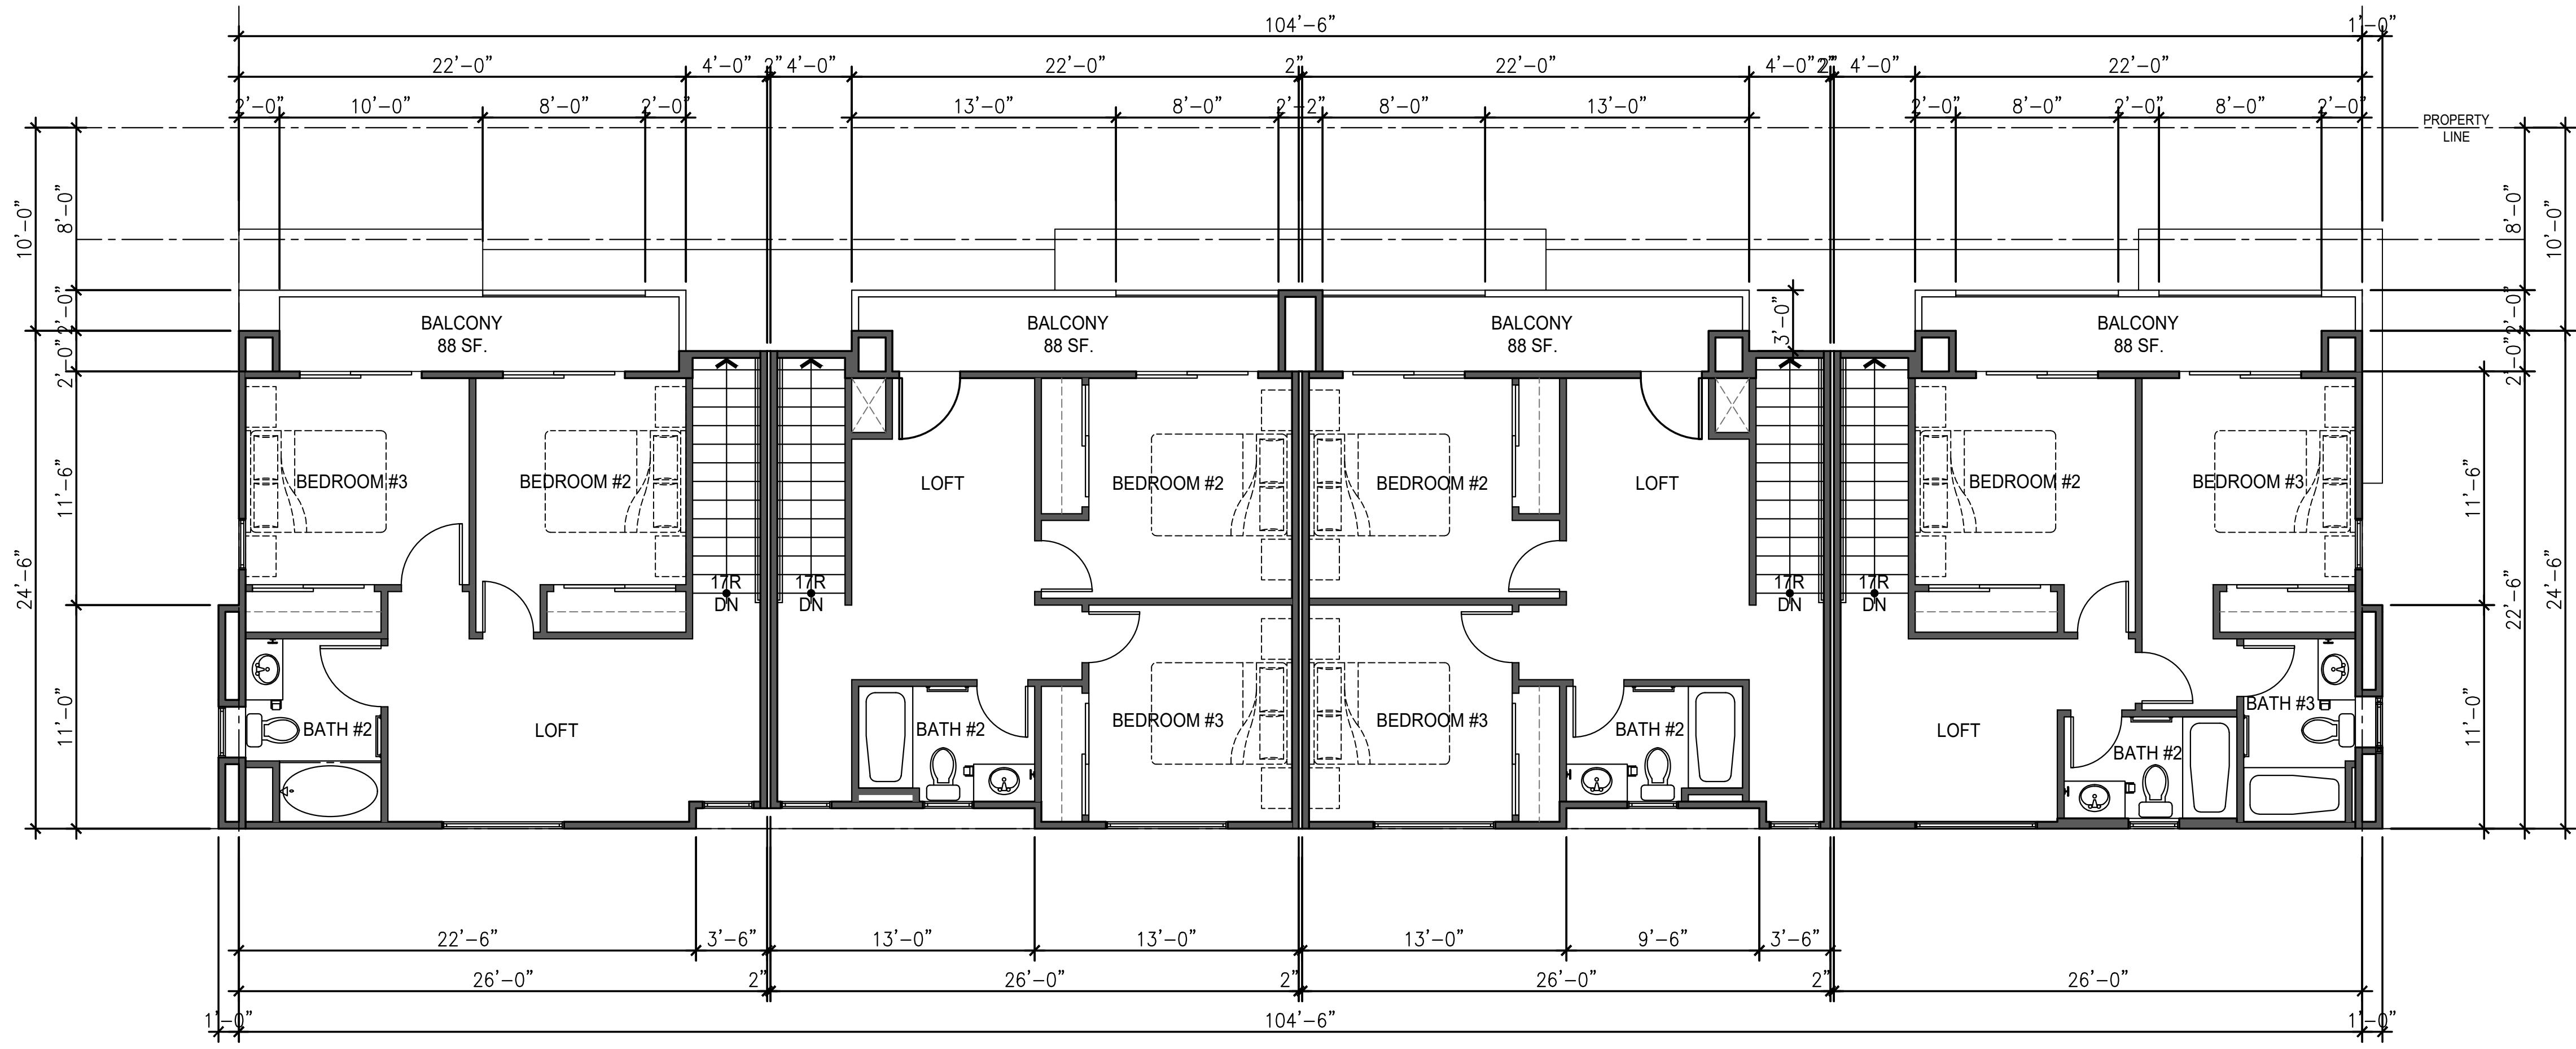 104'-6" 1'-0"
22'-0" 4'-0" 2" 4'-0" 22'-0" 2" 22'-0" 4'-0" 2" 4'-0" 22'-0"
2'-0" 10'-0" 8'-0" 2'-0" 13'-0" 8'-0" 2'-2" 8'-0" 13'-0" 2'-0" 8'-0" 2'-0" 8'-0" 2'-0"
PROPERTY
LINE
10'-0" 8'-0" 8'-0" 10'-0"
2'-0" 3'-0" 2'-0"
BALCONY BALCONY BALCONY BALCONY
88 SF. 88 SF. 88 SF. 88 SF.
2'-0" 2'-0"
11'-6" 11'-6"
BEDROOM #3 BEDROOM #2 LOFT BEDROOM #2 BEDROOM #2 LOFT BEDROOM #2 BEDROOM #3
24'-6" 22'-6" 24'-6"
17R 17R 17R 17R
DN DN DN DN
11'-0" 11'-0"
BEDROOM #3 BEDROOM #3
BATH #3
BATH #2 LOFT BATH #2 BATH #2 LOFT
BATH #2
22'-6" 3'-6" 13'-0" 13'-0" 13'-0" 9'-6" 3'-6"
26'-0" 2" 26'-0" 2" 26'-0" 2" 26'-0"
1'-0" 104'-6" 1'-0"